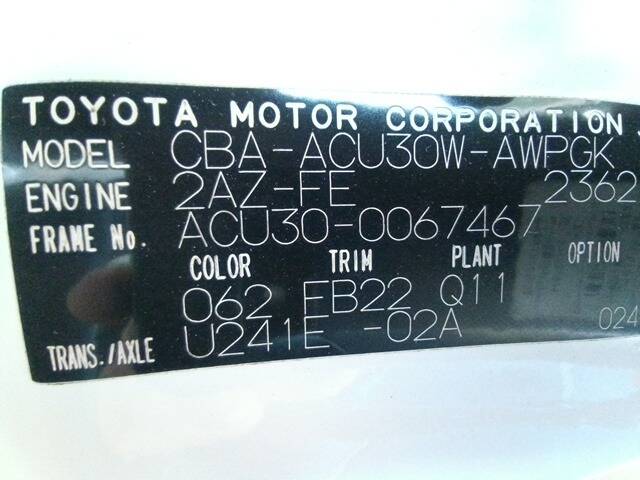 TOYOTA MOTOR CORPORATION
MODEL CBA-ACU30W-AWPGK
ENGINE 2AZ-FE 2362
FRAME No. ACU30-0067467
COLOR TRIM PLANT OPTION
062 FB22 Q11
TRANS./AXLE U241E -02A 024